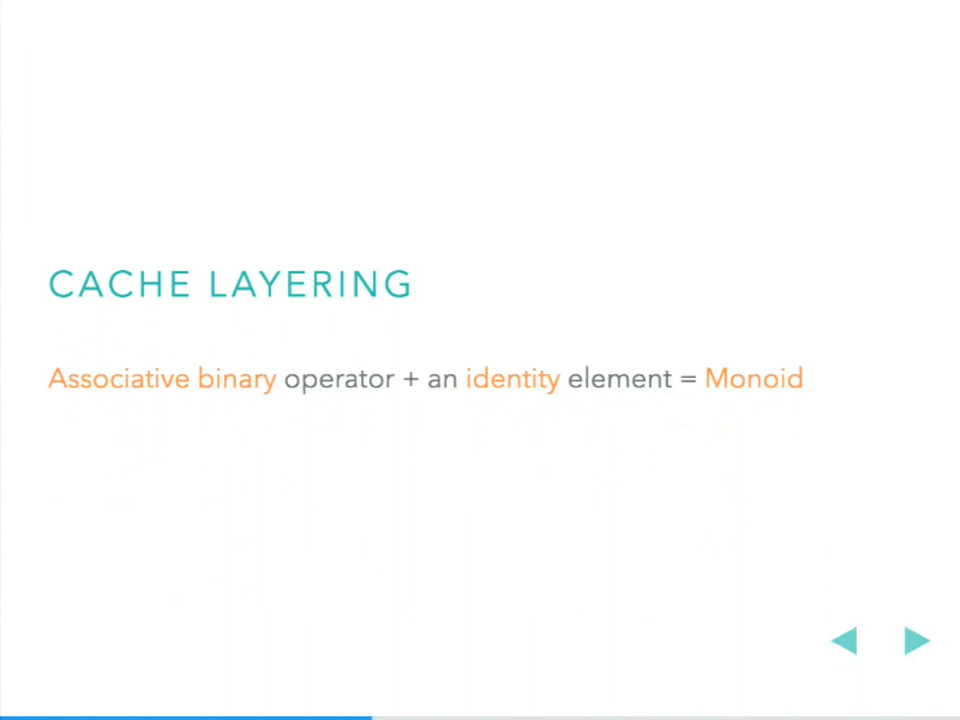 CACHE LAYERING
Associative binary operator + an identity element = Monoid